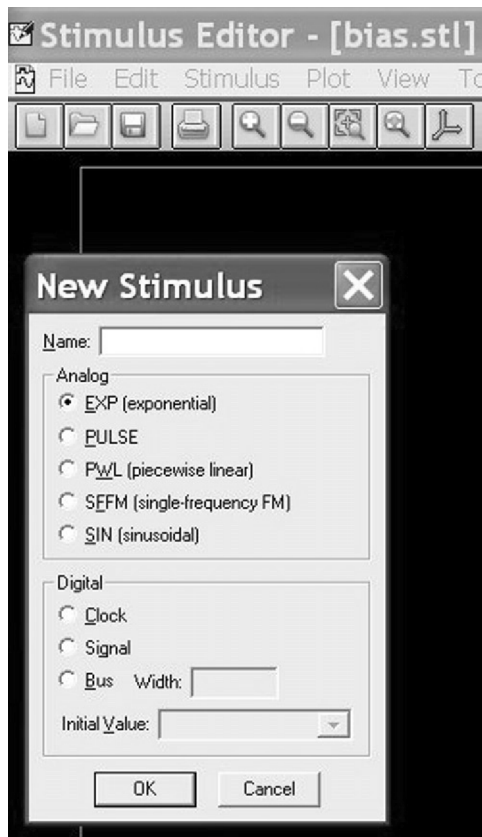 Stimulus Editor - [bias.stl]
File Edit Stimulus Plot View To
New Stimulus
Name:
Analog
EXP (exponential)
PULSE
PWL (piecewise linear)
SFFM (single-frequency FM)
SIN (sinusoidal)
Digital
Clock
Signal
Bus Width:
Initial Value:
OK Cancel